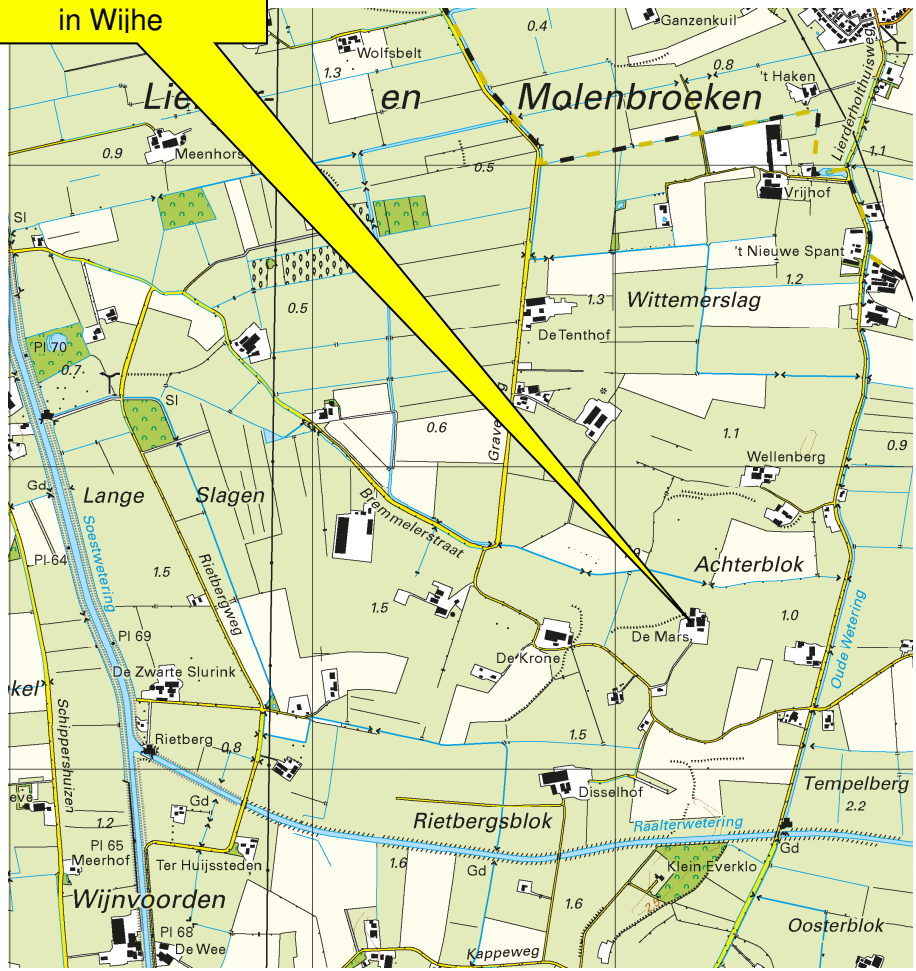 in Wijhe
Ganzenkuil
0.4
Wolfsbelt
1.3
0.8
't Haken
en
Molenbroeken
Lierderholthuisweg
0.9
Meenhors
0.5
1.1
Vrijhof
Sl
't Nieuwe Spant
1.2
0.5
1.3
Wittemerslag
De Tenthof
Pl 70
0.7
Sl
0.6
1.1
0.9
Wellenberg
Gd
Lange
Slagen
Bremmelerstraat
Soestwetering
Pl 64
1.5
Rietbergweg
Achterblok
1.5
1.0
Pl 69
De Mars
De Krone
Oude Wetering
De Zwarte Slurink
kel'
Schippershuizen
Rietberg
0.8
1.5
Disselhof
Tempelberg
2.2
eve
Gd
1.2
Rietbergsblok
Raalterwetering
Pl 65
Meerhof
Ter Huijssteden
1.6
Gd
Klein Everklo
Gd
Wijnvoorden
1.6
2.5
Pl 68
De Wee
Kappeweg
Oosterblok